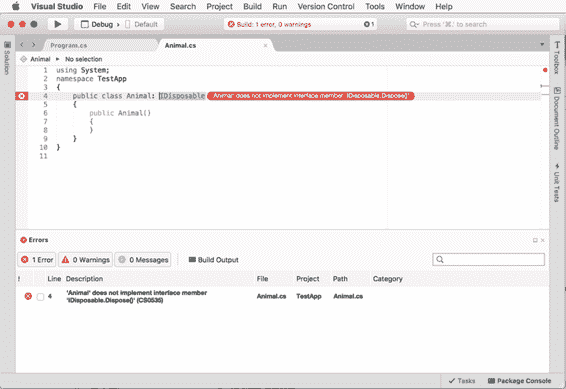 Visual Studio File Edit View Search Project Build Run Version Control Tools Window Help
Debug Default Build: 1 error, 0 warnings 1 Press '⌘.' to search
Solution
Program.cs Animal.cs
Animal No selection
1 using System;
2 namespace TestApp
3 {
4 public class Animal: IDisposable 'Animal' does not implement interface member 'IDisposable.Dispose()'
5 {
6 public Animal()
7 {
8 }
9 }
10 }
11
Toolbox
Document Outline
Unit Tests
Errors
1 Error 0 Warnings 0 Messages Build Output
! Line Description File Project Path Category
4 'Animal' does not implement interface member Animal.cs TestApp Animal.cs
'IDisposable.Dispose()' (CS0535)
Tasks Package Console